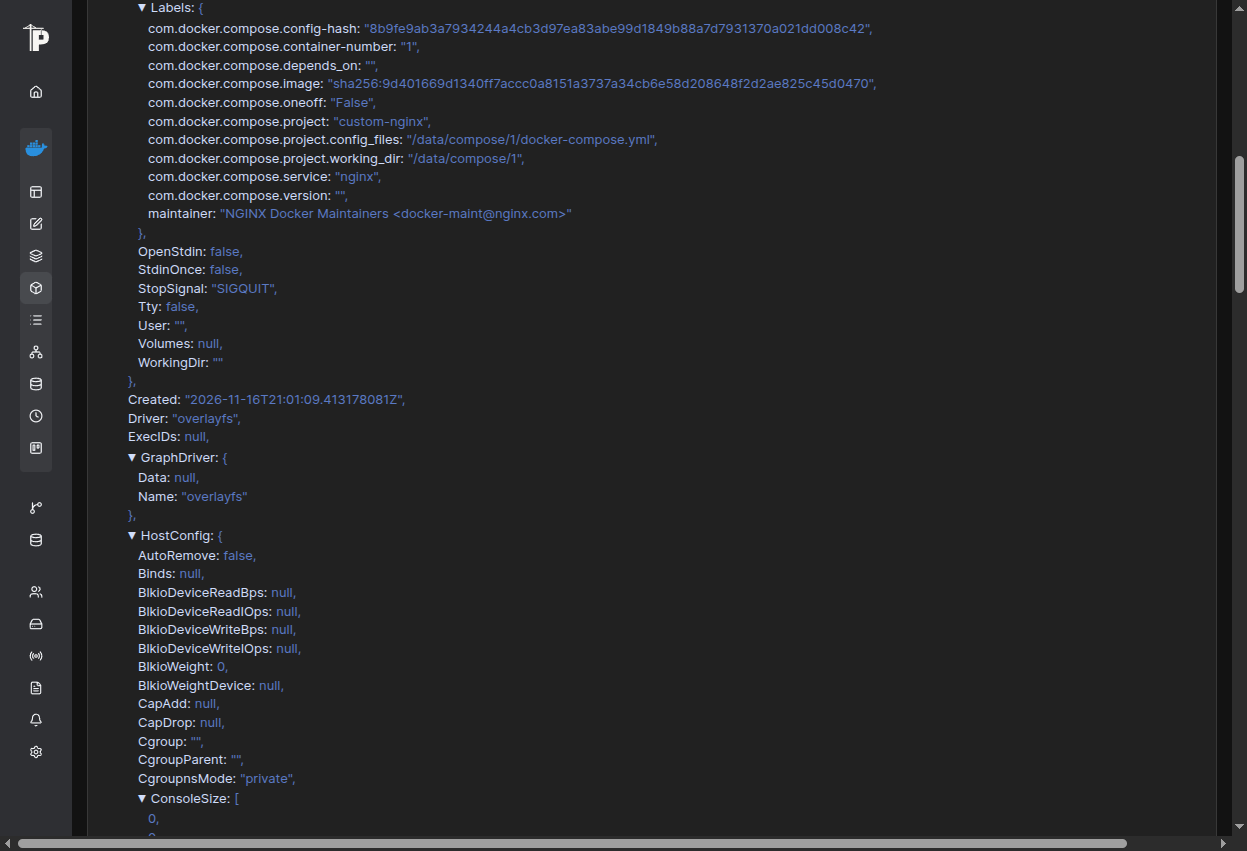 ▼ Labels: {
com.docker.compose.config-hash: "8b9fe9ab3a7934244a4cb3d97ea83abe99d1849b88a7d7931370a021dd008c42",
com.docker.compose.container-number: "1",
com.docker.compose.depends_on: "",
com.docker.compose.image: "sha256:9d401669d1340ff7accc0a8151a3737a34cb6e58d208648f2d2ae825c45d0470",
com.docker.compose.oneoff: "False",
com.docker.compose.project: "custom-nginx",
com.docker.compose.project.config_files: "/data/compose/1/docker-compose.yml",
com.docker.compose.project.working_dir: "/data/compose/1",
com.docker.compose.service: "nginx",
com.docker.compose.version: "",
maintainer: "NGINX Docker Maintainers <docker-maint@nginx.com>"
},
OpenStdin: false,
StdinOnce: false,
StopSignal: "SIGQUIT",
Tty: false,
User: "",
Volumes: null,
WorkingDir: ""
},
Created: "2026-11-16T21:01:09.413178081Z",
Driver: "overlayfs",
ExecIDs: null,
▼ GraphDriver: {
Data: null,
Name: "overlayfs"
},
▼ HostConfig: {
AutoRemove: false,
Binds: null,
BlkioDeviceReadBps: null,
BlkioDeviceReadIOps: null,
BlkioDeviceWriteBps: null,
BlkioDeviceWriteIOps: null,
BlkioWeight: 0,
BlkioWeightDevice: null,
CapAdd: null,
CapDrop: null,
Cgroup: "",
CgroupParent: "",
CgroupnsMode: "private",
▼ ConsoleSize: [
0,